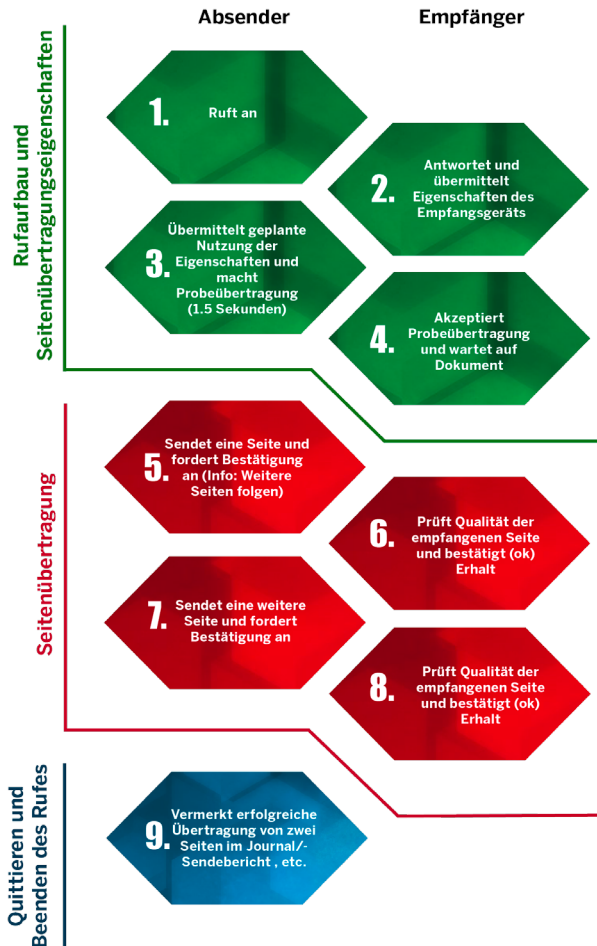 Absender
Empfänger
Rufaufbau und
Seitenübertragungseigenschaften
1.
Ruft an
2.
Antwortet und
übermittelt
Eigenschaften des
Empfangsgeräts
3.
Übermittelt geplante
Nutzung der
Eigenschaften und
macht
Probeübertragung
(1.5 Sekunden)
4.
Akzeptiert
Probeübertragung
und wartet auf
Dokument
Seitenübertragung
5.
Sendet eine Seite und
fordert Bestätigung
an (Info: Weitere
Seiten folgen)
6.
Prüft Qualität der
empfangenen Seite
und bestätigt (ok)
Erhalt
7.
Sendet eine weitere
Seite und fordert
Bestätigung an
8.
Prüft Qualität der
empfangenen Seite
und bestätigt (ok)
Erhalt
Quittieren und
Beenden des Rufes
9.
Vermerkt erfolgreiche
Übertragung von zwei
Seiten im Journal/-
Sendebericht , etc.